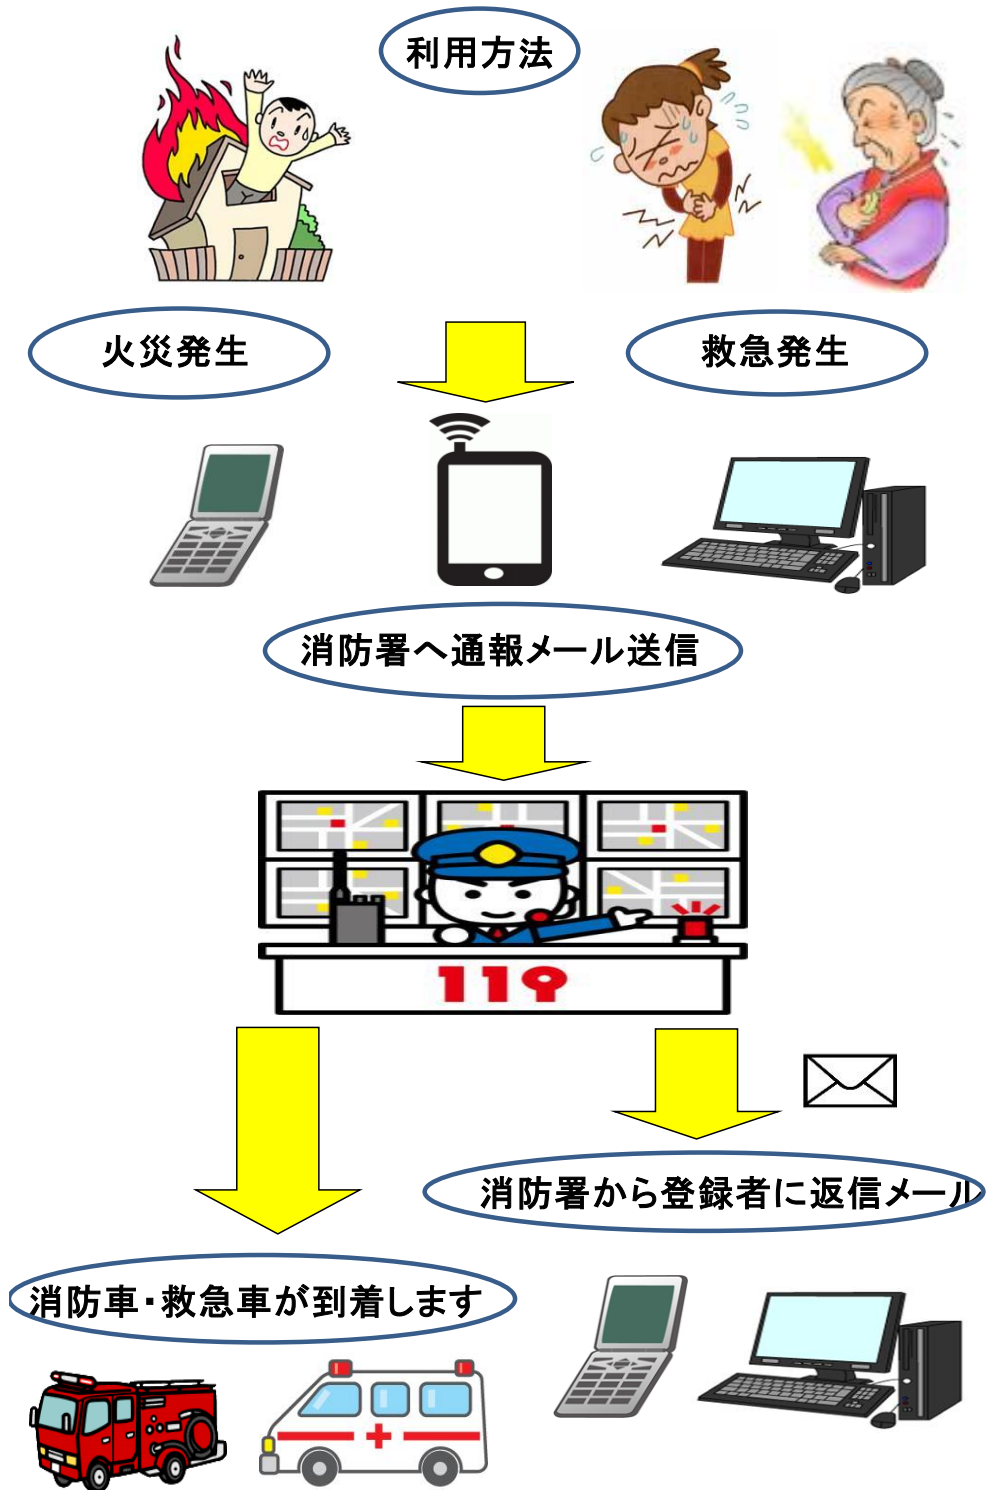 利用方法
火災発生
救急発生
消防署へ通報メール送信
119
消防署から登録者に返信メール
消防車・救急車が到着します